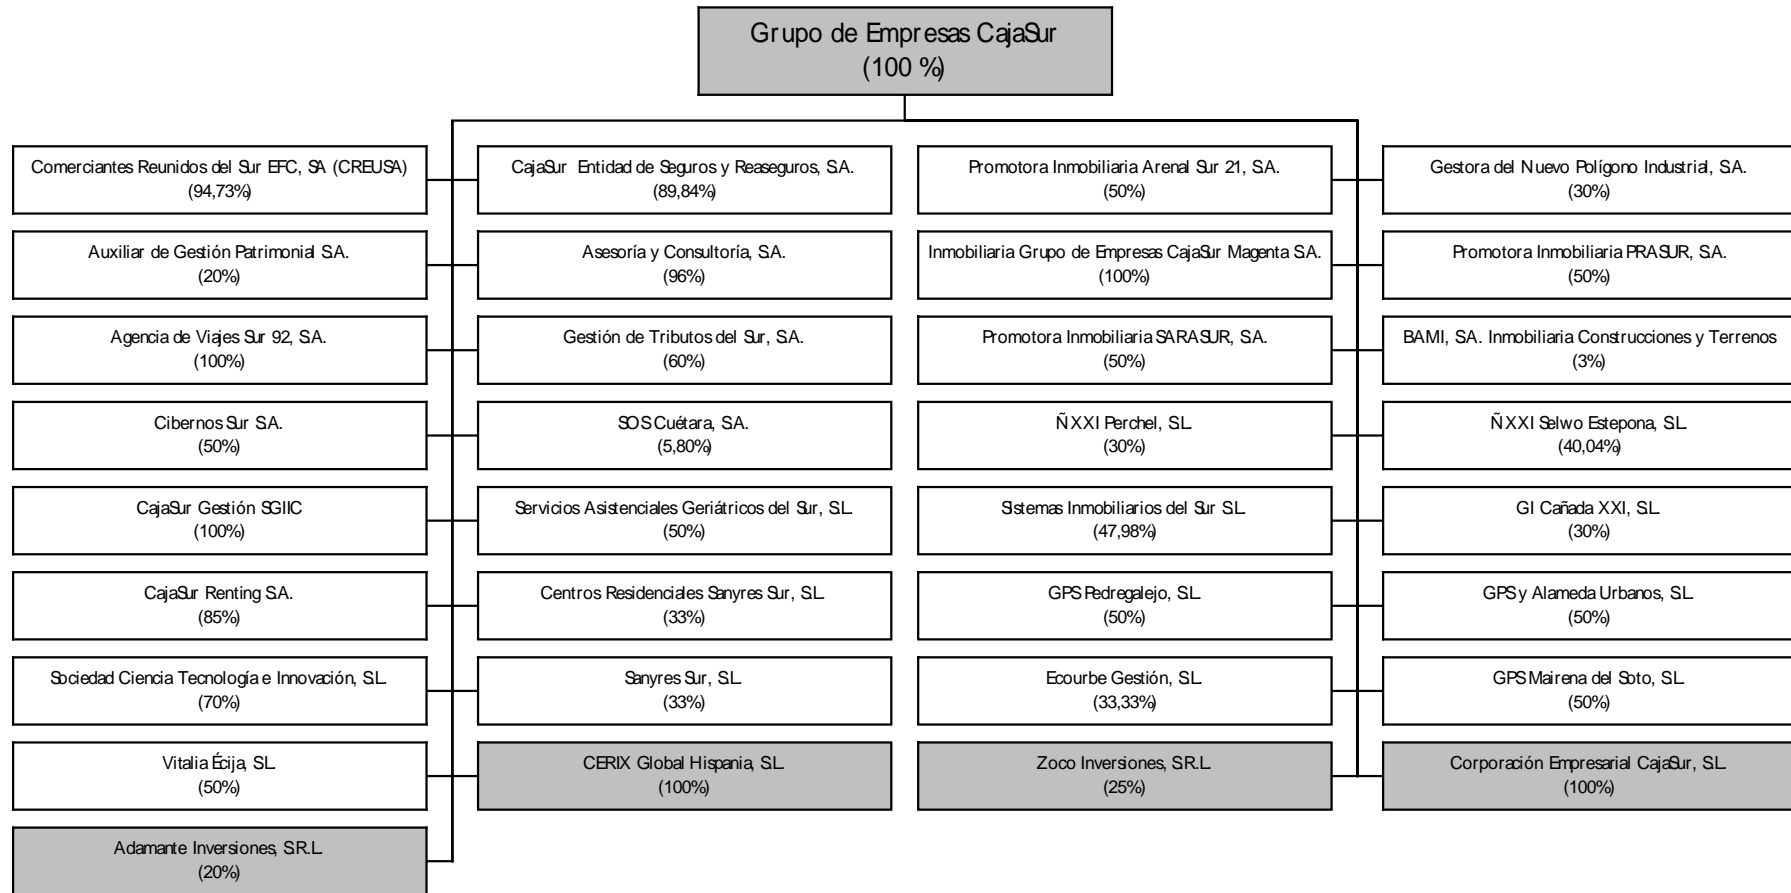 Grupo de Empresas CajaSur
(100 %)
Comerciantes Reunidos del Sur EFC, SA (CREUSA)
(94,73%)
CajaSur Entidad de Seguros y Reaseguros, S.A.
(89,84%)
Promotora Inmobiliaria Arenal Sur 21, S.A.
(50%)
Gestora del Nuevo Polígono Industrial, S.A.
(30%)
Auxiliar de Gestión Patrimonial S.A.
(20%)
Asesoría y Consultoría, S.A.
(96%)
Inmobiliaria Grupo de Empresas CajaSur Magenta S.A.
(100%)
Promotora Inmobiliaria PRASUR, S.A.
(50%)
Agencia de Viajes Sur 92, S.A.
(100%)
Gestión de Tributos del Sur, S.A.
(60%)
Promotora Inmobiliaria SARASUR, S.A.
(50%)
BAMI, S.A. Inmobiliaria Construcciones y Terrenos
(3%)
Cibernos Sur S.A.
(50%)
SOS Cuétara, S.A.
(5,80%)
Ñ XXI Perchel, S.L.
(30%)
Ñ XXI Selwo Estepona, S.L.
(40,04%)
CajaSur Gestión SGIIC
(100%)
Servicios Asistenciales Geriátricos del Sur, S.L.
(50%)
Sistemas Inmobiliarios del Sur S.L.
(47,98%)
GI Cañada XXI, S.L.
(30%)
CajaSur Renting S.A.
(85%)
Centros Residenciales Sanyres Sur, S.L.
(33%)
GPS Pedregalejo, S.L.
(50%)
GPS y Alameda Urbanos, S.L.
(50%)
Sociedad Ciencia Tecnología e Innovación, S.L.
(70%)
Sanyres Sur, S.L.
(33%)
Ecourbe Gestión, S.L.
(33,33%)
GPS Mairena del Soto, S.L.
(50%)
Vitalia Écija, SL.
(50%)
CERIX Global Hispania, S.L.
(100%)
Zoco Inversiones, S.R.L.
(25%)
Corporación Empresarial CajaSur, S.L.
(100%)
Adamante Inversiones, S.R.L.
(20%)